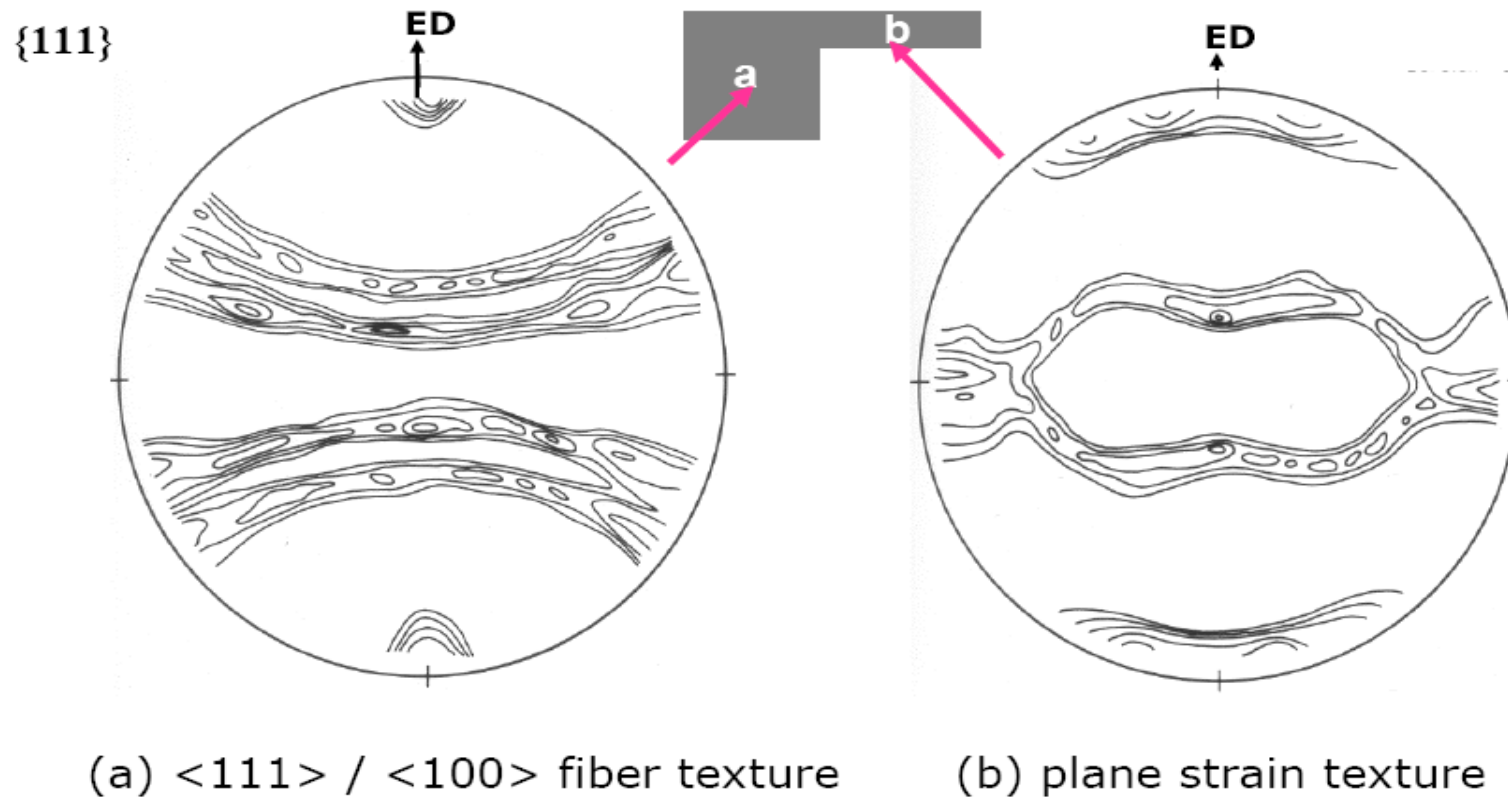 {111}
ED
b
ED
a
(a) <111> / <100> fiber texture
(b) plane strain texture